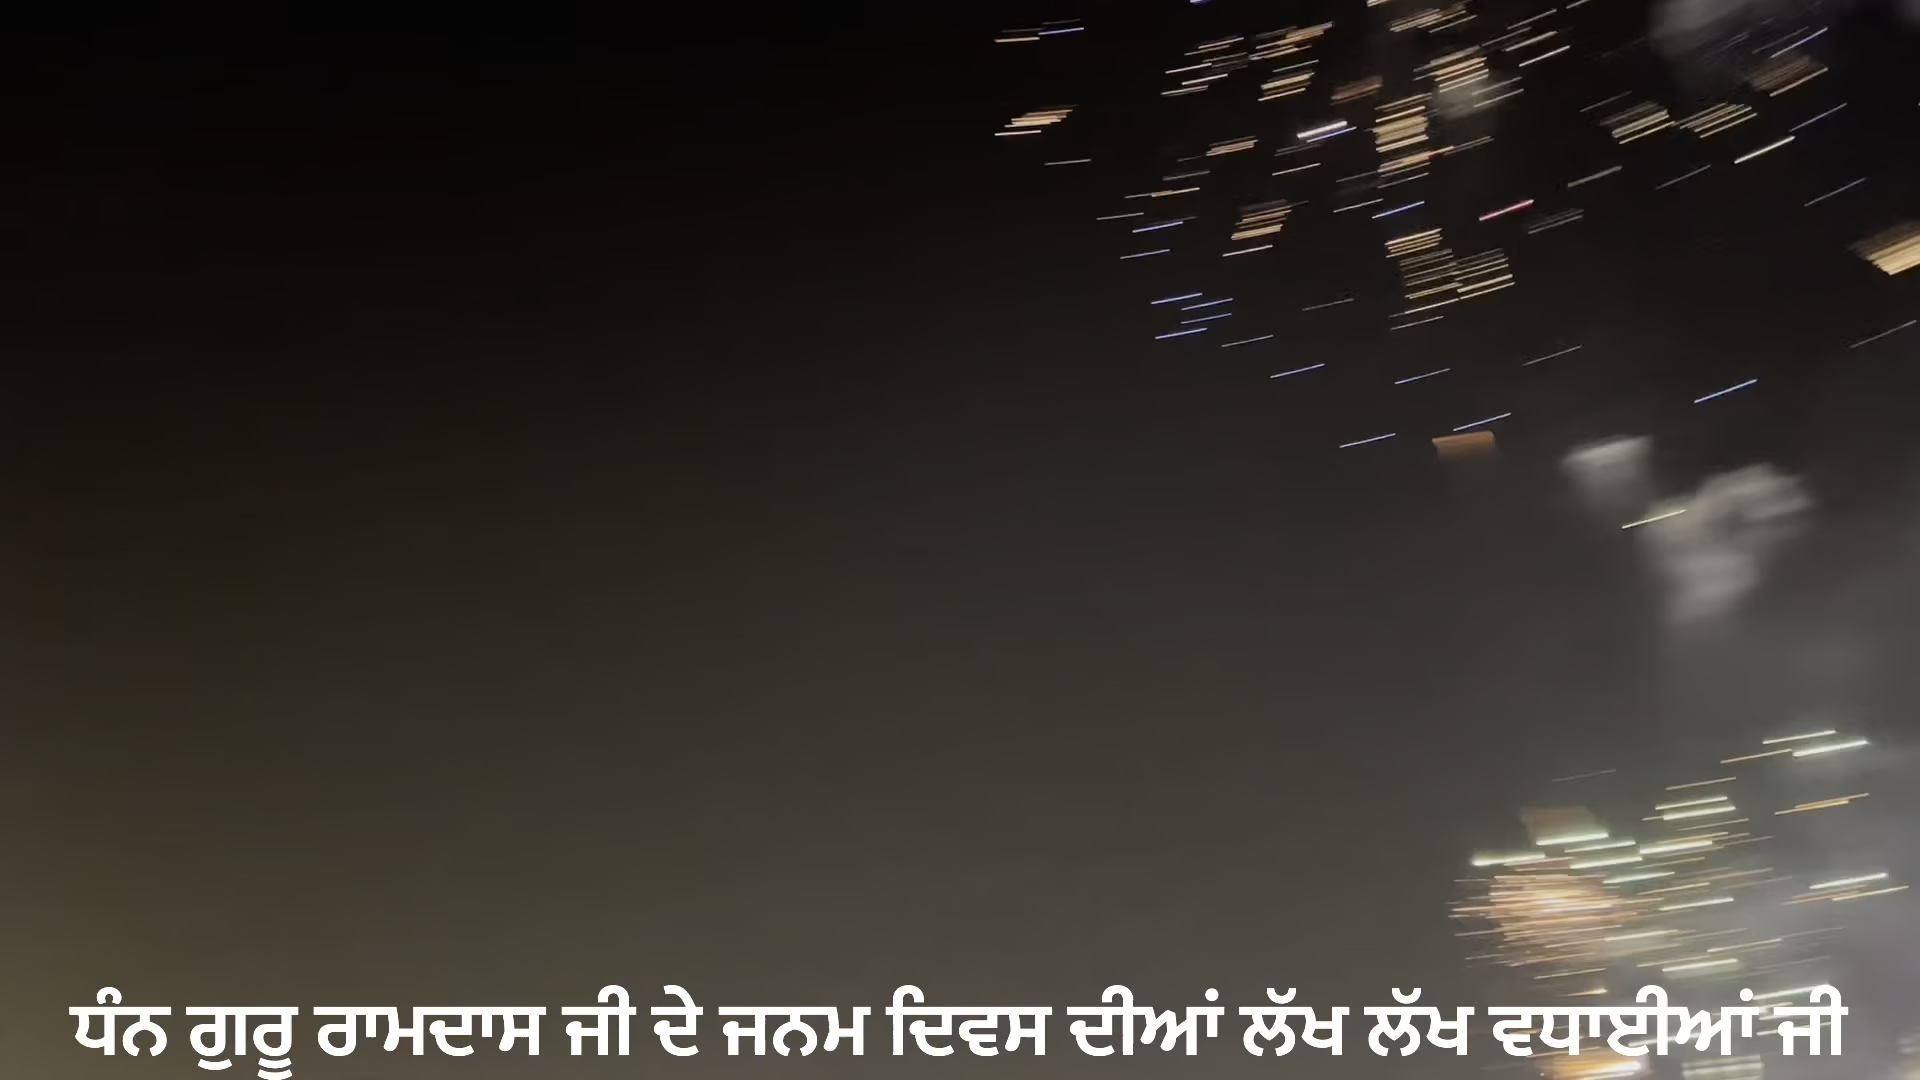 ਧੰਨ ਗੁਰੂ ਰਾਮਦਾਸ ਜੀ ਦੇ ਜਨਮ ਦਿਵਸ ਦੀਆਂ ਲੱਖ ਲੱਖ ਵਧਾਈਆਂ ਜੀ